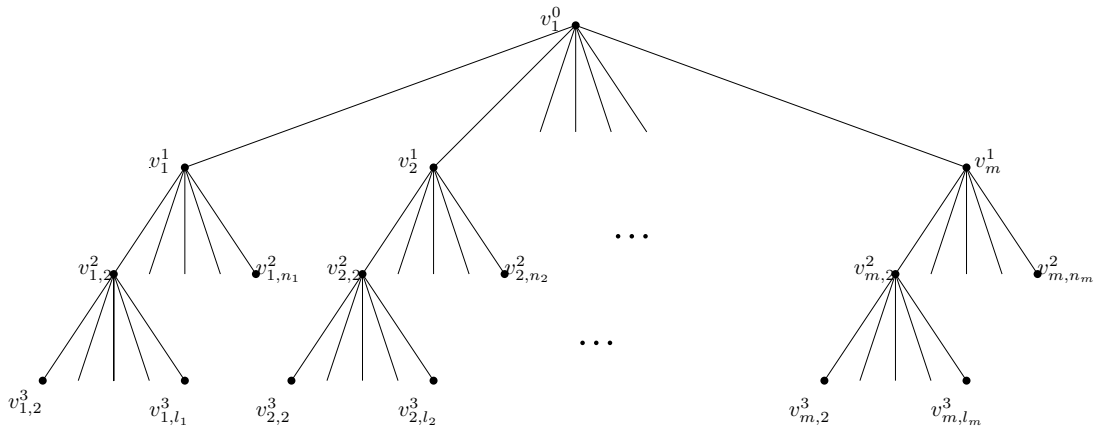 v_1^0
v_1^1 v_2^1 v_m^1
...
v_{1,2}^2 v_{1,n_1}^2 v_{2,2}^2 v_{2,n_2}^2 v_{m,2}^2 v_{m,n_m}^2
...
v_{1,2}^3 v_{1,l_1}^3 v_{2,2}^3 v_{2,l_2}^3 v_{m,2}^3 v_{m,l_m}^3